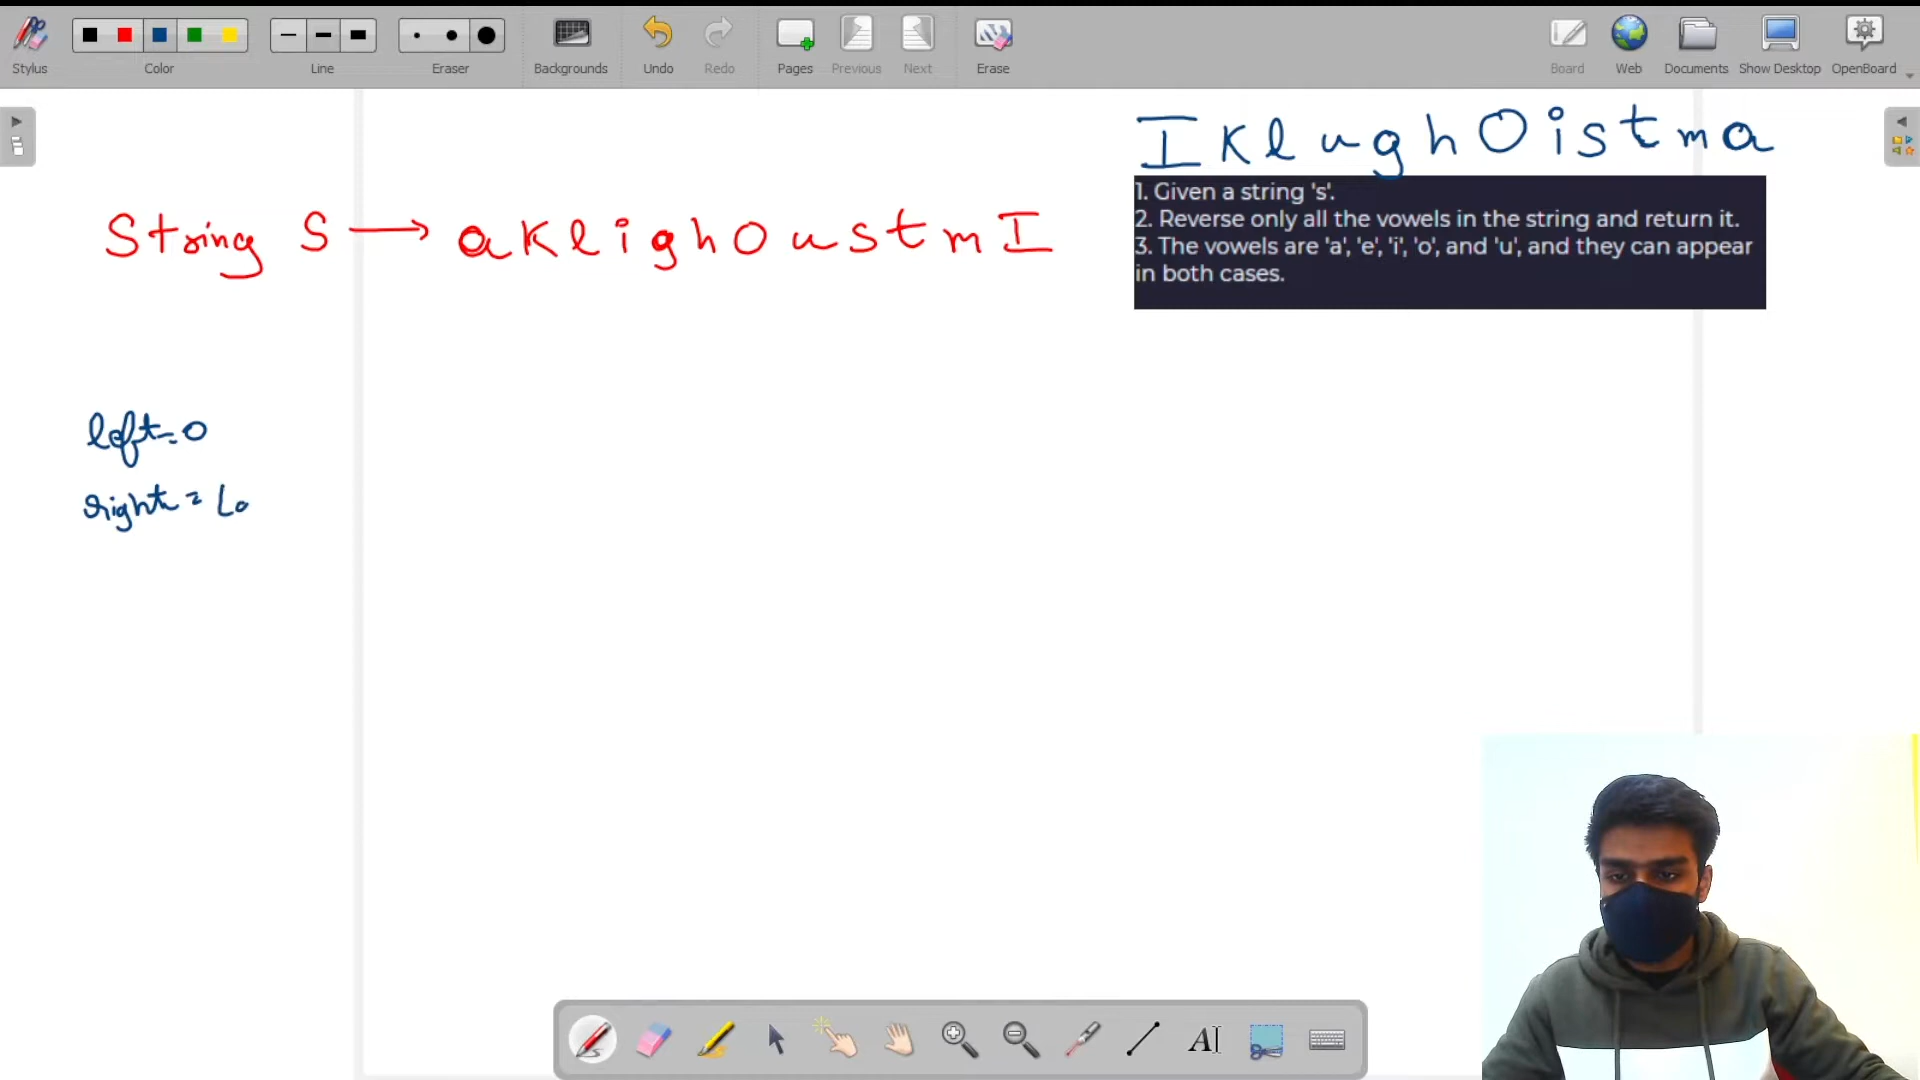 Stylus
Color
Line
Eraser
Backgrounds
Undo
Redo
Pages
Previous
Next
Erase
Board
Web
Documents
Show Desktop
OpenBoard
I k l u g h O i s t m a
String S → a k l i g h o u s t m I
1. Given a string 's'.
2. Reverse only all the vowels in the string and return it.
3. The vowels are 'a', 'e', 'i', 'o', and 'u', and they can appear
in both cases.
left = 0
right = La